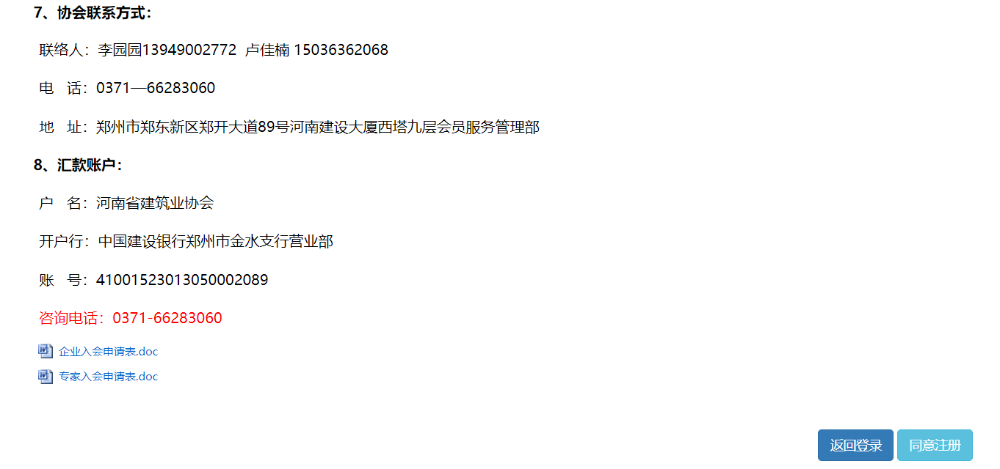 7、协会联系方式：
联络人：李园园13949002772 卢佳楠 15036362068
电 话：0371—66283060
地 址：郑州市郑东新区郑开大道89号河南建设大厦西塔九层会员服务管理部
8、汇款账户：
户 名：河南省建筑业协会
开户行：中国建设银行郑州市金水支行营业部
账 号：41001523013050002089
咨询电话：0371-66283060
企业入会申请表.doc
专家入会申请表.doc
返回登录 同意注册